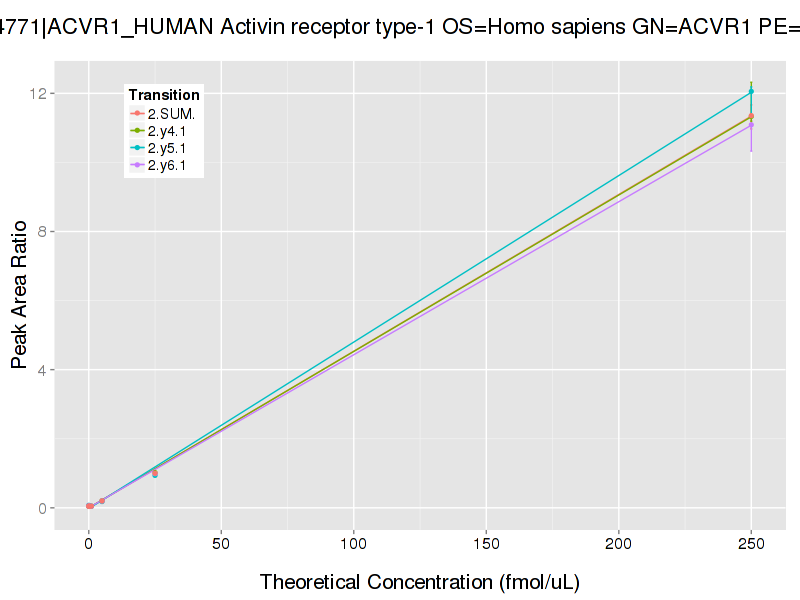 4771|ACVR1_HUMAN Activin receptor type-1 OS=Homo sapiens GN=ACVR1 PE=
Transition
2.SUM.
2.y4.1
2.y5.1
2.y6.1
12
8
4
0
Peak Area Ratio
0 50 100 150 200 250
Theoretical Concentration (fmol/uL)